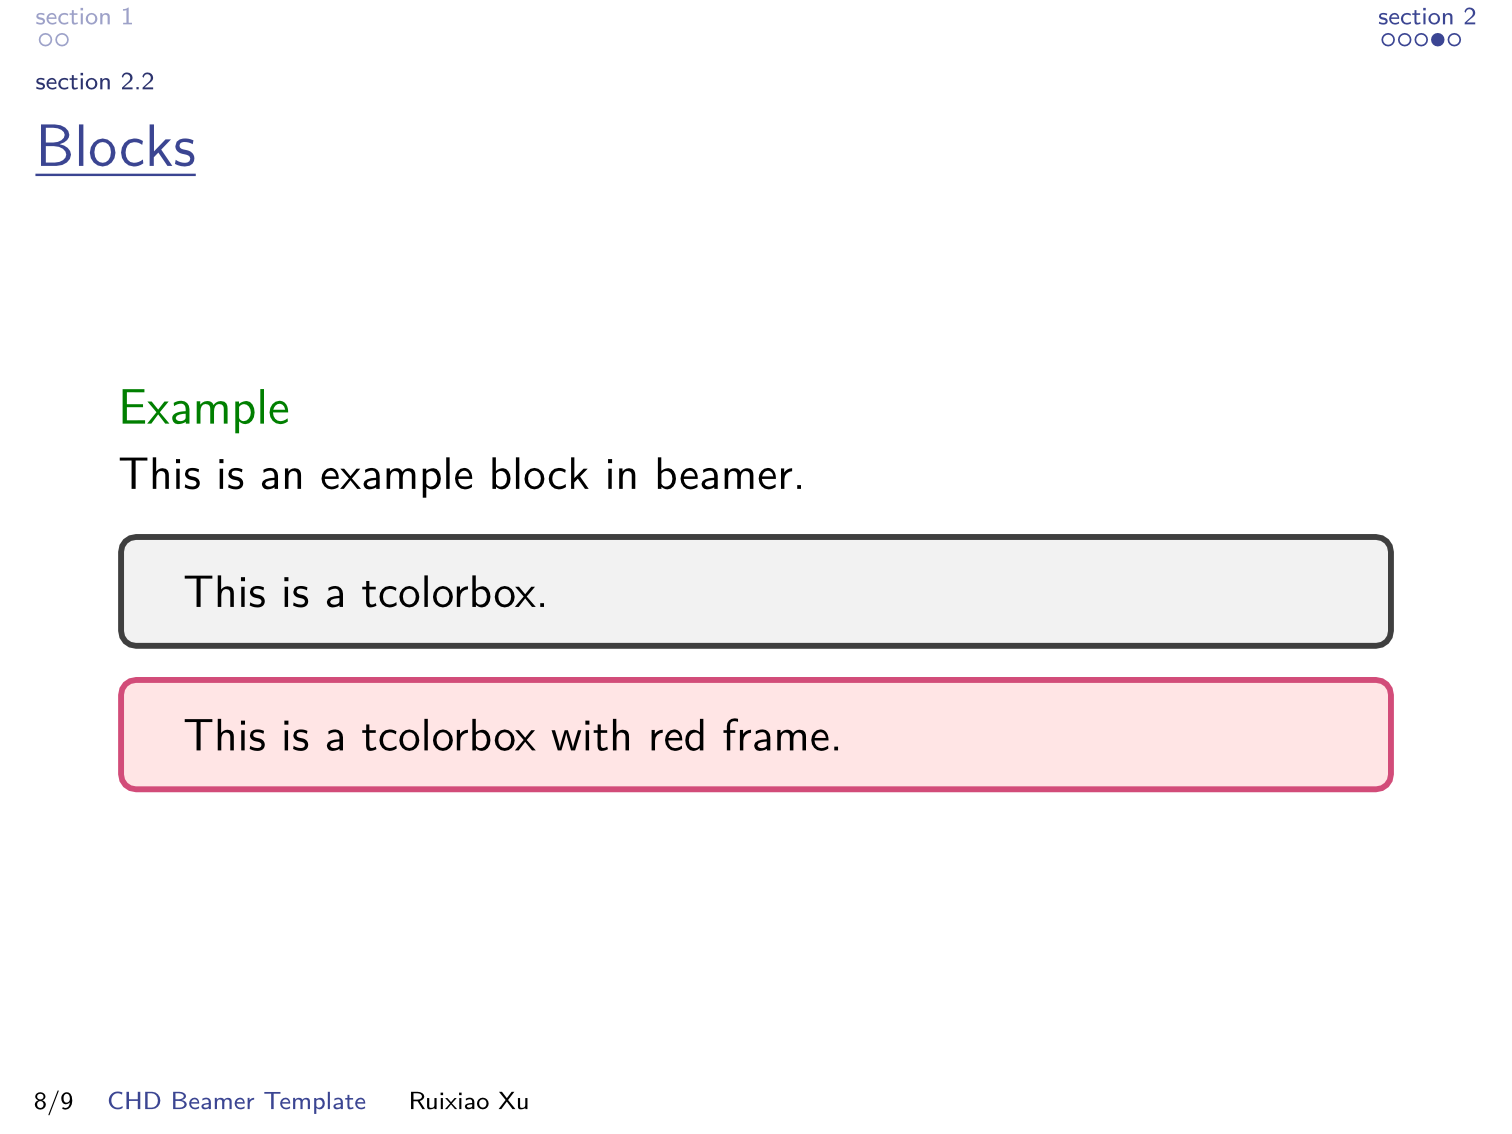 section 1
section 2
section 2.2
Blocks
Example
This is an example block in beamer.
This is a tcolorbox.
This is a tcolorbox with red frame.
8/9 CHD Beamer Template Ruixiao Xu